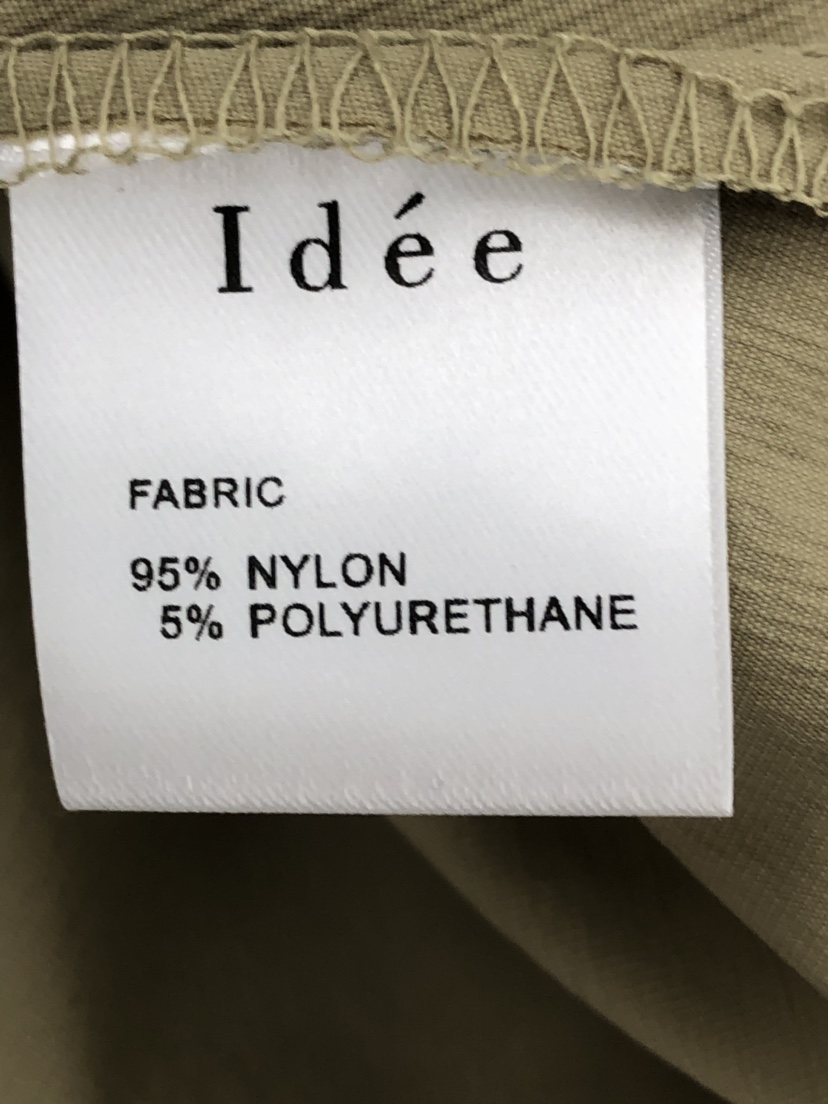 Idée
FABRIC
95% NYLON
5% POLYURETHANE